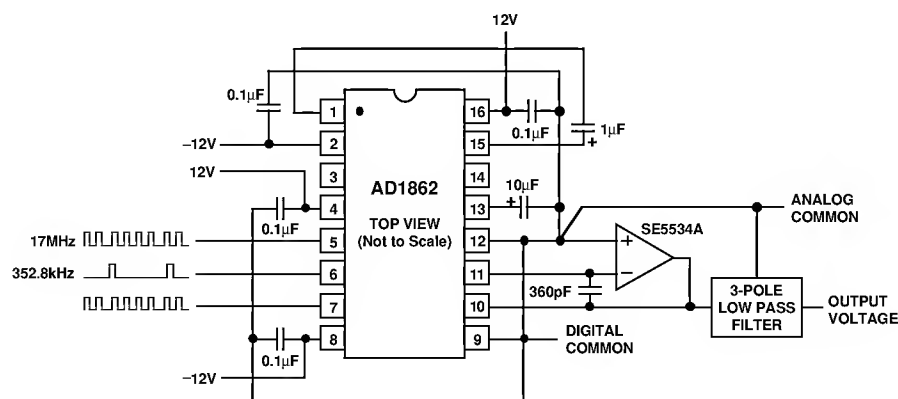 12V
0.1µF
1
16
0.1µF
1µF
+
–12V
2
15
12V
3
14
AD1862
10µF
+
4
13
ANALOG
COMMON
0.1µF
TOP VIEW
(Not to Scale)
SE5534A
17MHz
5
12
+
352.8kHz
6
11
–
360pF
3-POLE
LOW PASS
FILTER
OUTPUT
VOLTAGE
7
10
0.1µF
8
9
DIGITAL
COMMON
–12V